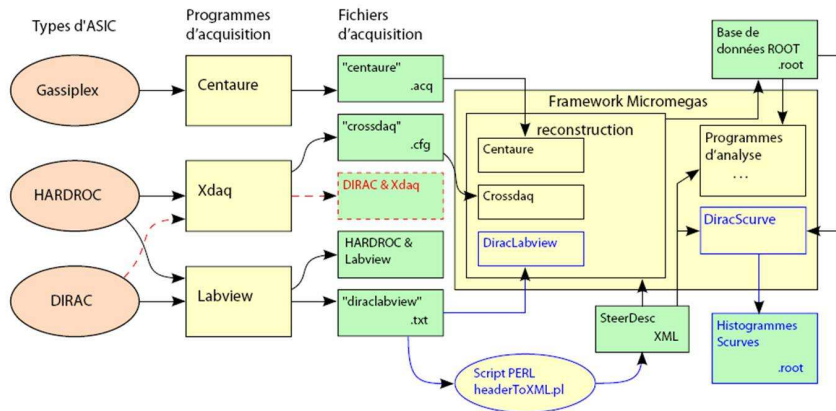 Types d'ASIC
Programmes
d'acquisition
Fichiers
d'acquisition
Gassiplex
HARDROC
DIRAC
Centaure
Xdaq
Labview
"centaure"
.acq
"crossdaq"
.cfg
DIRAC & Xdaq
HARDROC &
Labview
"diraclabview"
.txt
Script PERL
headerToXML.pl
Framework Micromegas
reconstruction
Centaure
Crossdaq
DiracLabview
SteerDesc
XML
Base de
données ROOT
.root
Programmes
d'analyse
...
DiracScurve
Histogrammes
Scurves
.root